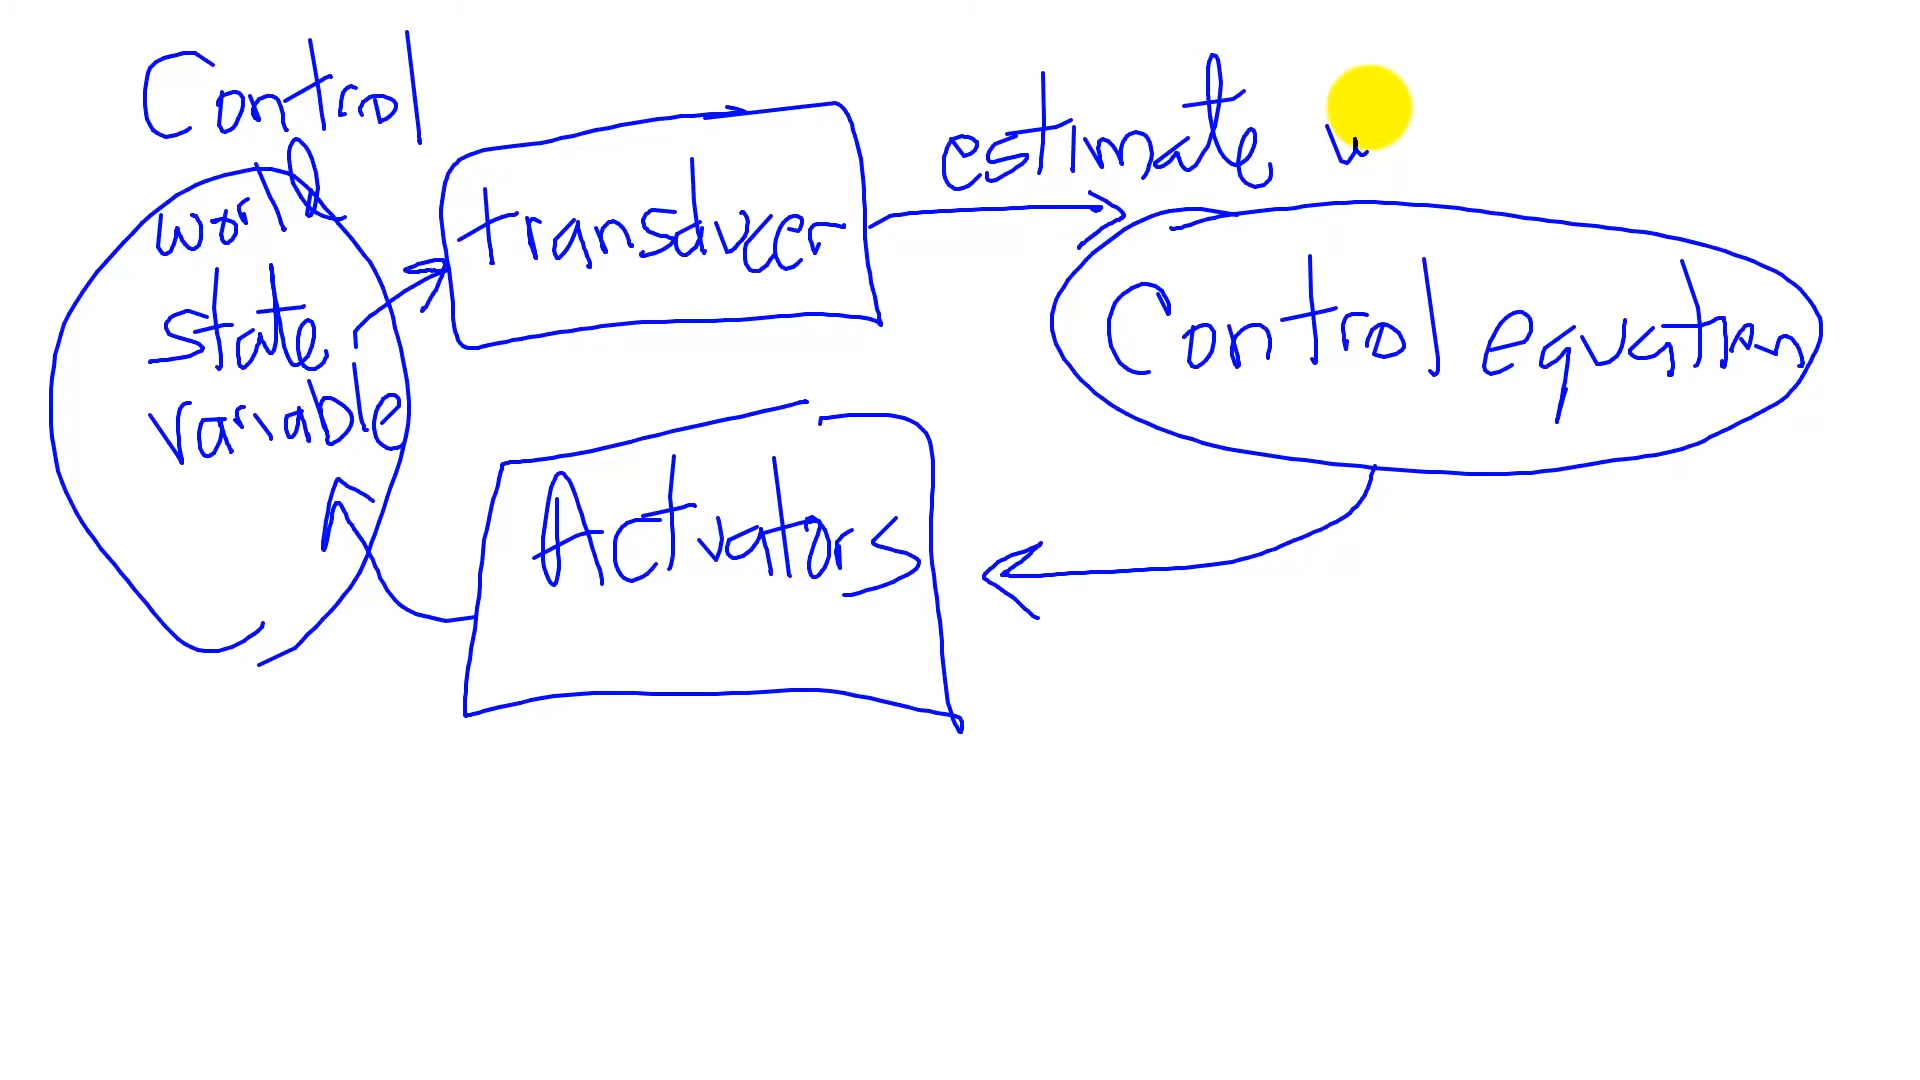 Control
world
state
variable
transducer
estimate
Control equation
Actuators